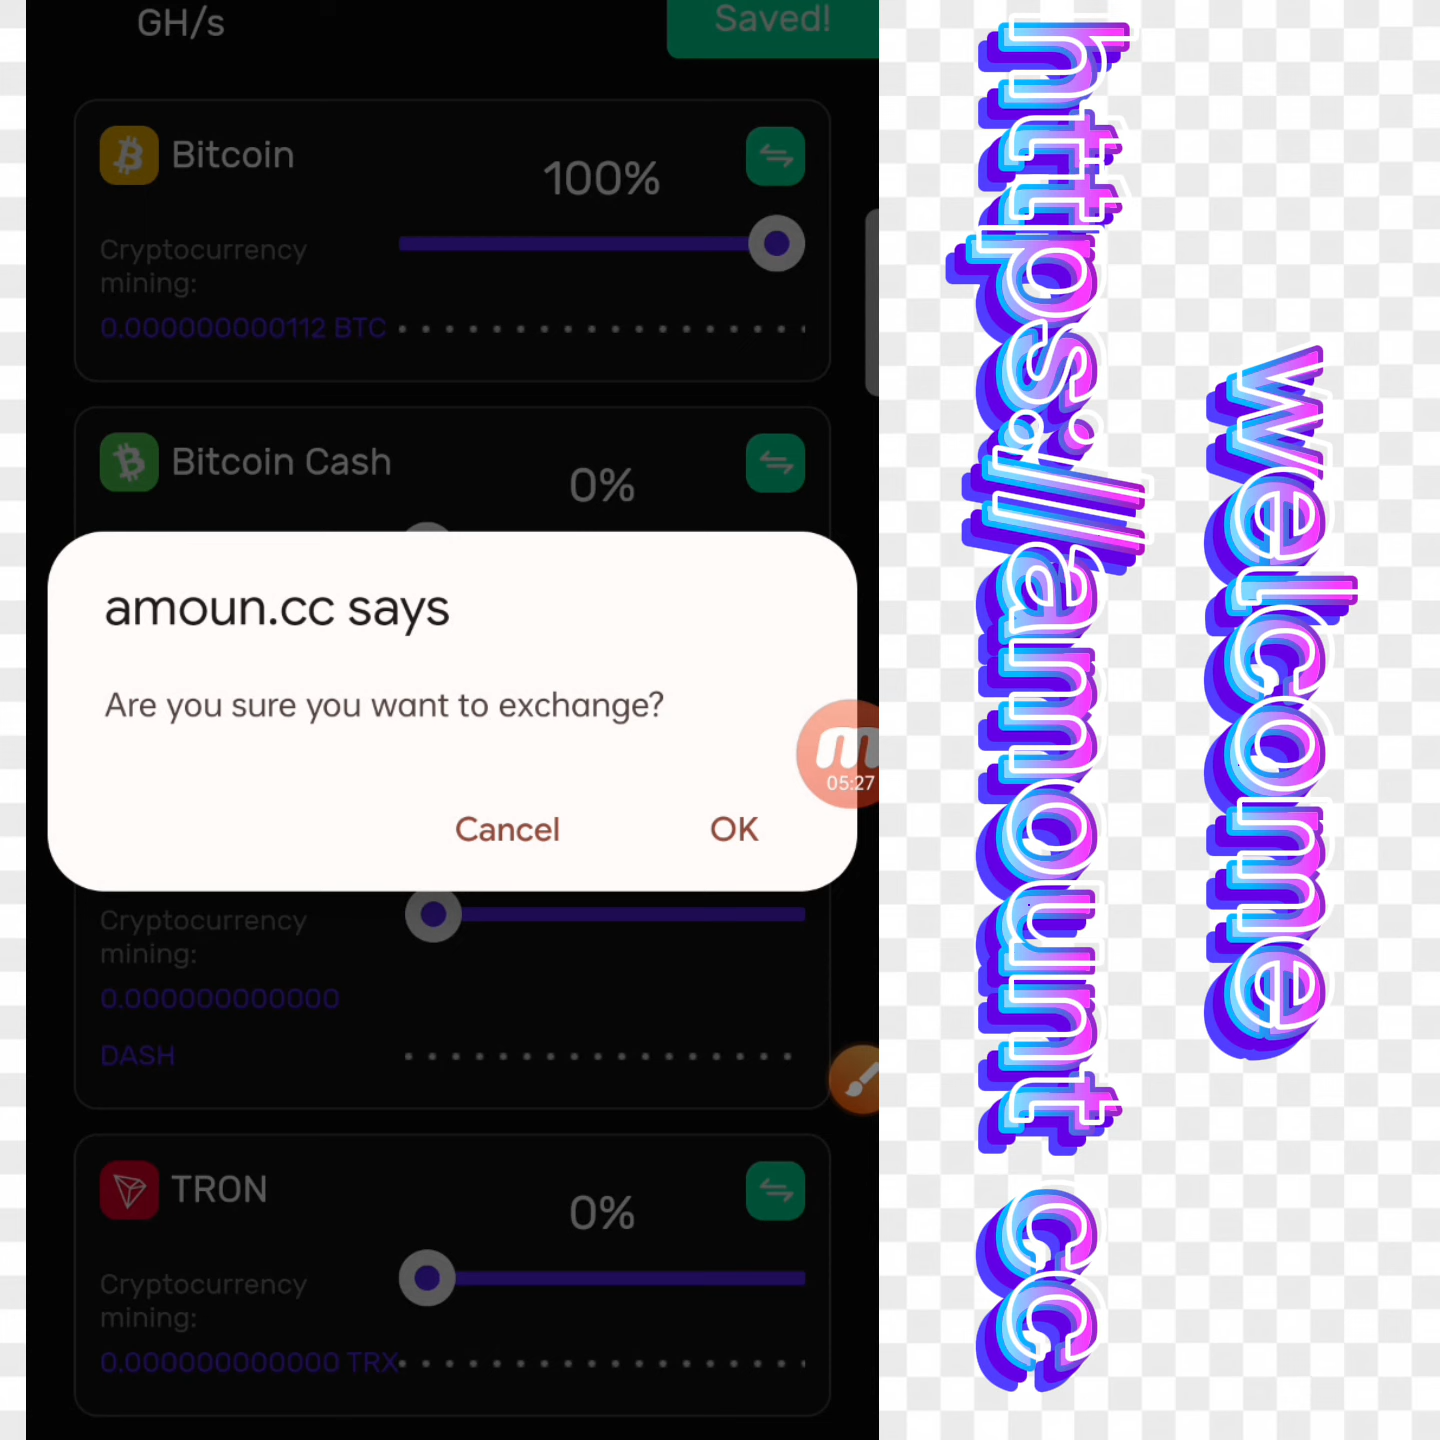 GH/s
Saved!
Bitcoin
100%
Cryptocurrency
mining:
0.000000000112 BTC
Bitcoin Cash
0%
amoun.cc says
Are you sure you want to exchange?
05:27
Cancel
OK
Cryptocurrency
mining:
0.000000000000
DASH
TRON
0%
Cryptocurrency
mining:
0.000000000000 TRX
https://amount cc
welcome